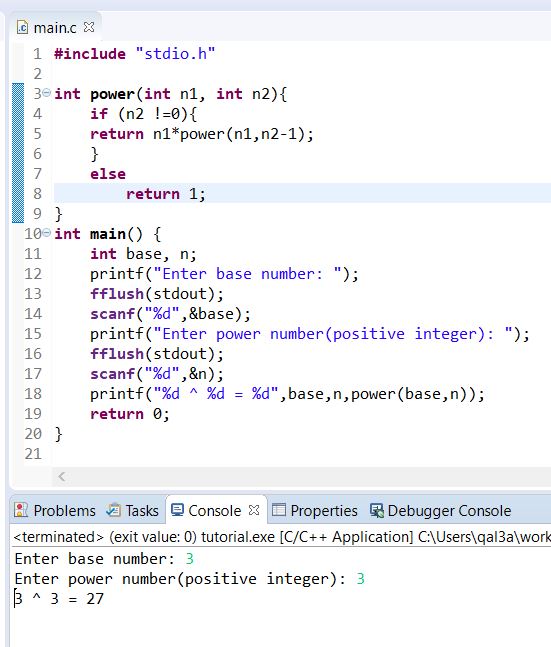 main.c
1 #include "stdio.h"
2
3 int power(int n1, int n2){
4     if (n2 !=0){
5     return n1*power(n1,n2-1);
6     }
7     else
8         return 1;
9 }
10 int main() {
11     int base, n;
12     printf("Enter base number: ");
13     fflush(stdout);
14     scanf("%d",&base);
15     printf("Enter power number(positive integer): ");
16     fflush(stdout);
17     scanf("%d",&n);
18     printf("%d ^ %d = %d",base,n,power(base,n));
19     return 0;
20 }
21
Problems Tasks Console Properties Debugger Console
<terminated> (exit value: 0) tutorial.exe [C/C++ Application] C:\Users\qal3a\work
Enter base number: 3
Enter power number(positive integer): 3
3 ^ 3 = 27